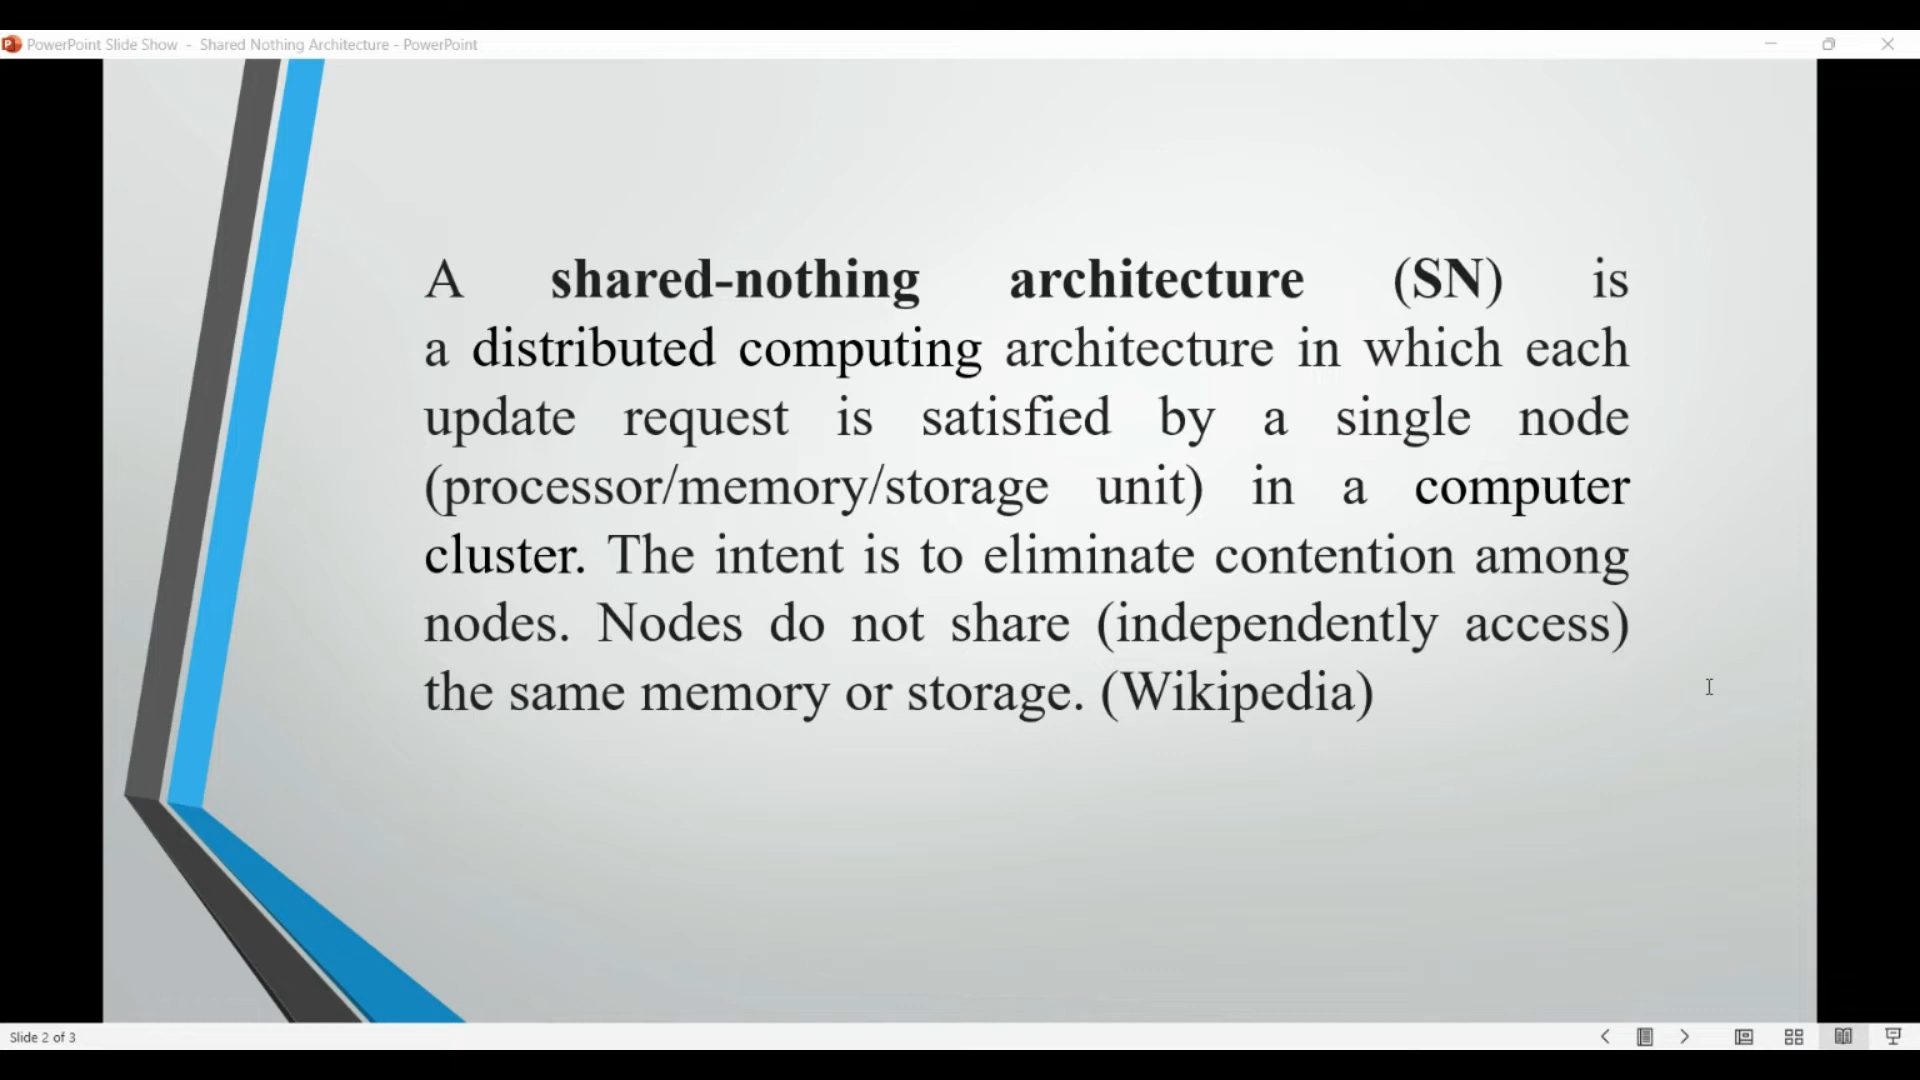 PowerPoint Slide Show - Shared Nothing Architecture - PowerPoint
A shared-nothing architecture (SN) is
a distributed computing architecture in which each
update request is satisfied by a single node
(processor/memory/storage unit) in a computer
cluster. The intent is to eliminate contention among
nodes. Nodes do not share (independently access)
the same memory or storage. (Wikipedia)
Slide 2 of 3